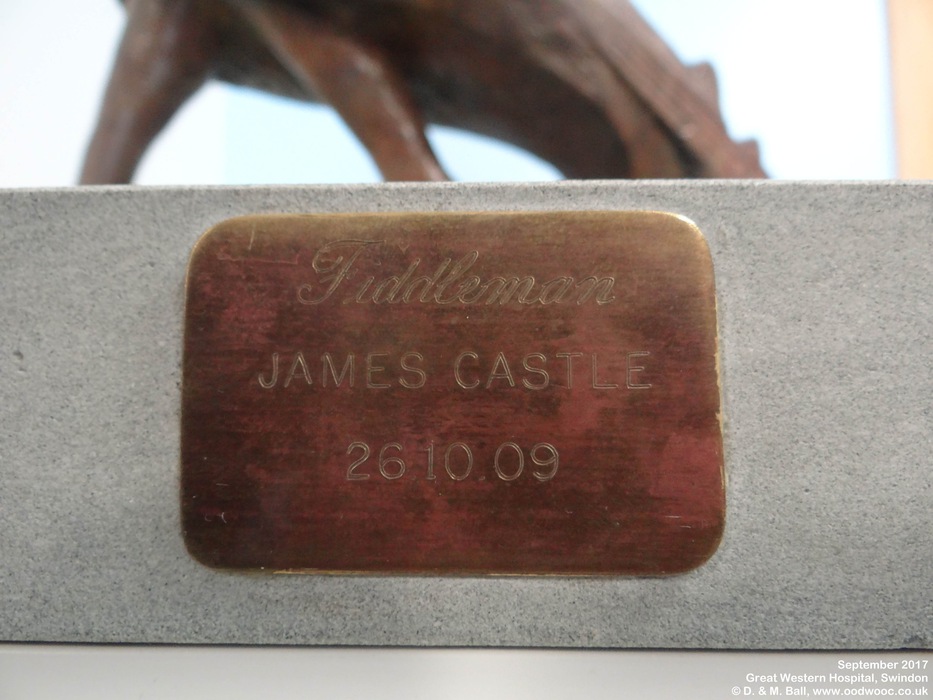 Fiddleman
JAMES CASTLE
26.10.09
September 2017
Great Western Hospital, Swindon
© D. & M. Ball, www.oodwooc.co.uk